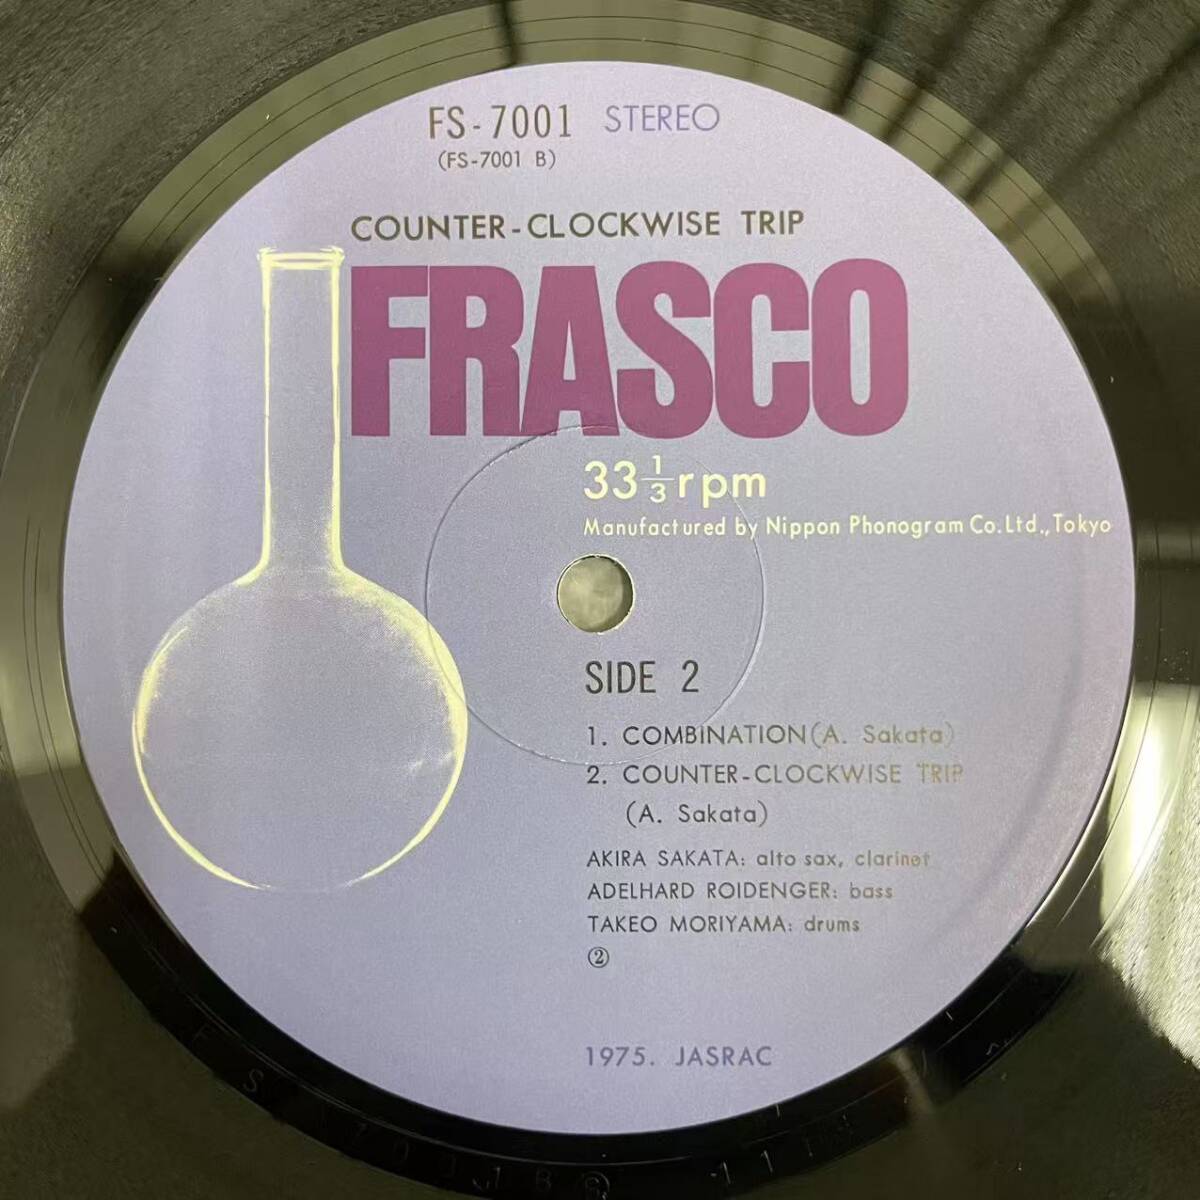 FS-7001 STEREO
(FS-7001 B)
COUNTER-CLOCKWISE TRIP
FRASCO
33 1/3 rpm
Manufactured by Nippon Phonogram Co.Ltd.,Tokyo
SIDE 2
1. COMBINATION(A. Sakata)
2. COUNTER-CLOCKWISE TRIP
(A. Sakata)
AKIRA SAKATA: alto sax, clarinet
ADELHARD ROIDENGER: bass
TAKEO MORIYAMA: drums
②
1975. JASRAC